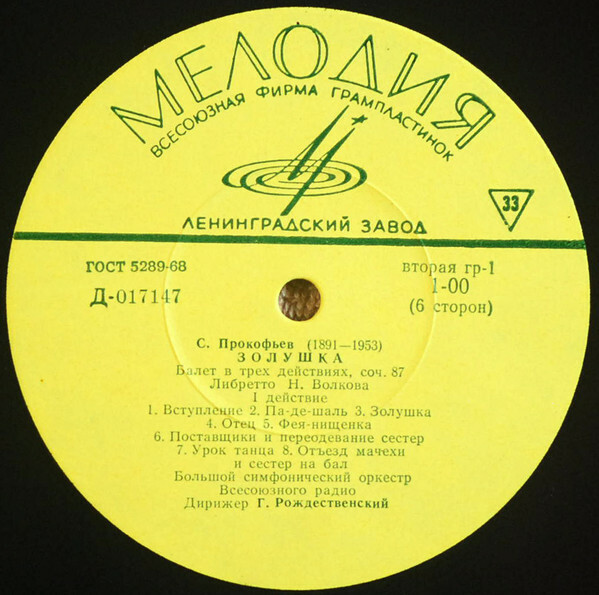 МЕЛОДИЯ
ВСЕСОЮЗНАЯ ФИРМА ГРАМПЛАСТИНОК
ЛЕНИНГРАДСКИЙ ЗАВОД
33
ГОСТ 5289-68
вторая гр-1
Д-017147
1-00
(6 сторон)
С. Прокофьев (1891—1953)
ЗОЛУШКА
Балет в трех действиях, соч. 87
Либретто Н. Волкова
I действие
1. Вступление 2. Па-де-шаль 3. Золушка
4. Отец 5. Фея-нищенка
6. Поставщики и переодевание сестер
7. Урок танца 8. Отъезд мачехи
и сестер на бал
Большой симфонический оркестр
Всесоюзного радио
Дирижер Г. Рождественский